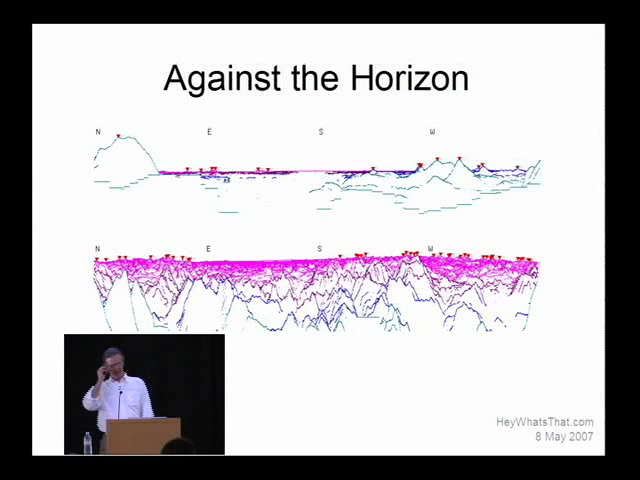 Against the Horizon
N E S W
N E S W
HeyWhatsThat.com
8 May 2007